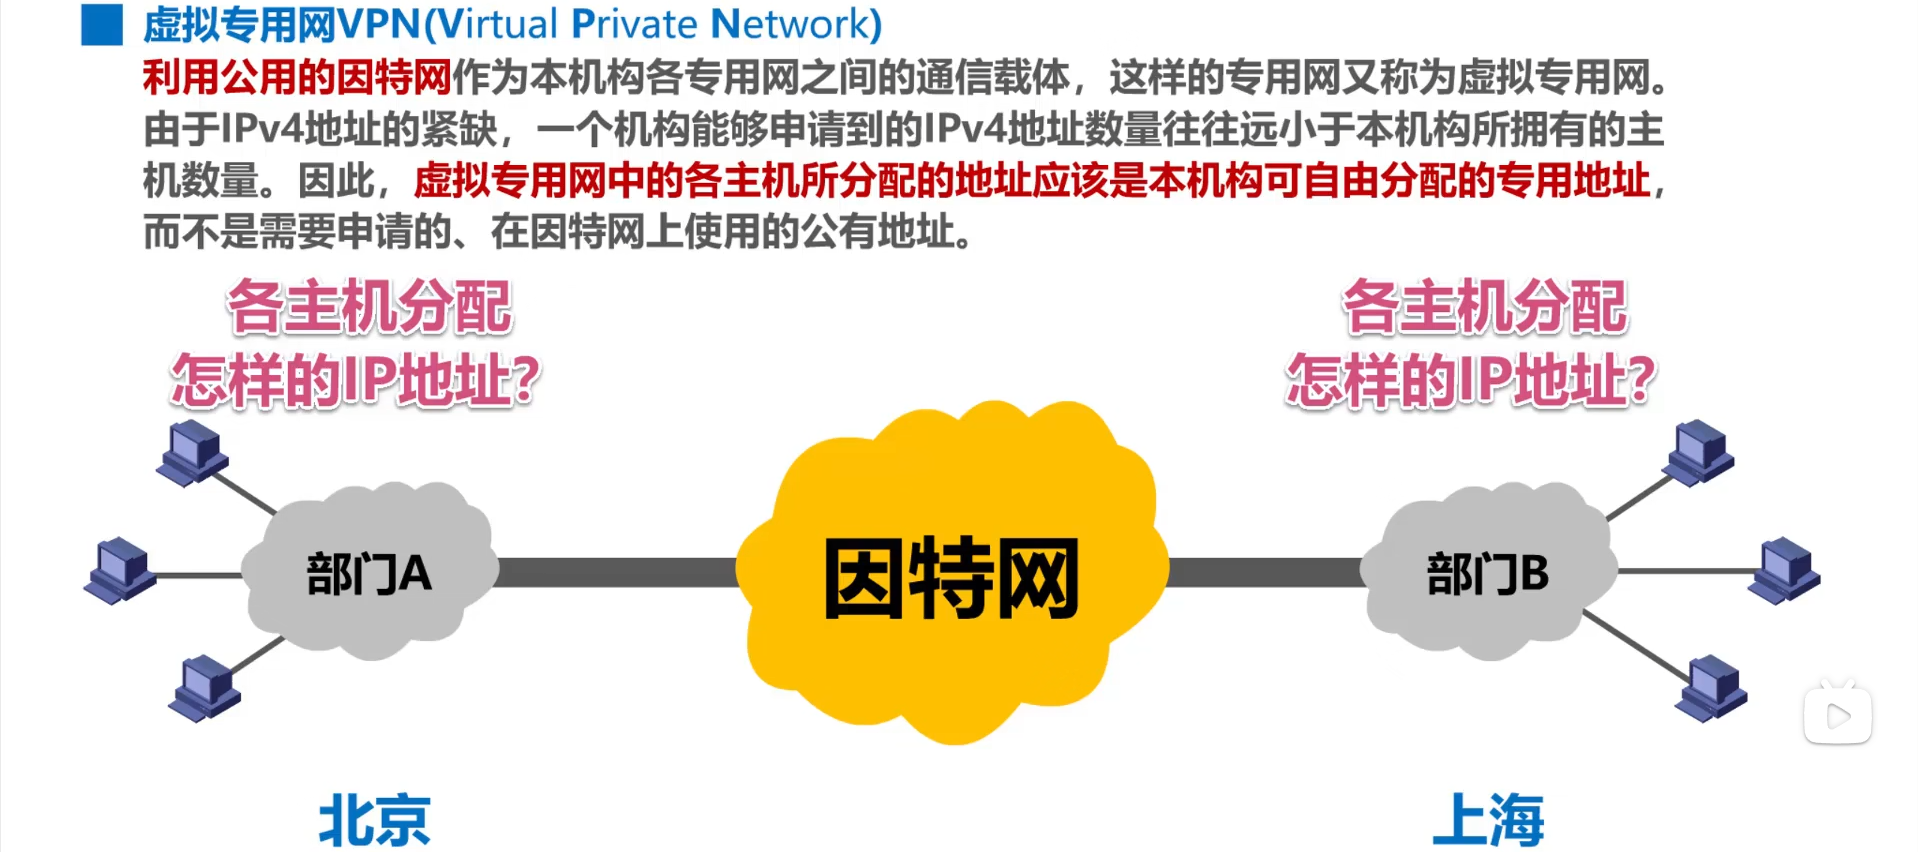 虚拟专用网VPN(Virtual Private Network)
利用公用的因特网作为本机构各专用网之间的通信载体，这样的专用网又称为虚拟专用网。
由于IPv4地址的紧缺，一个机构能够申请到的IPv4地址数量往往远小于本机构所拥有的主
机数量。因此，虚拟专用网中的各主机所分配的地址应该是本机构可自由分配的专用地址，
而不是需要申请的、在因特网上使用的公有地址。
各主机分配
怎样的IP地址？
各主机分配
怎样的IP地址？
部门A
因特网
部门B
北京
上海